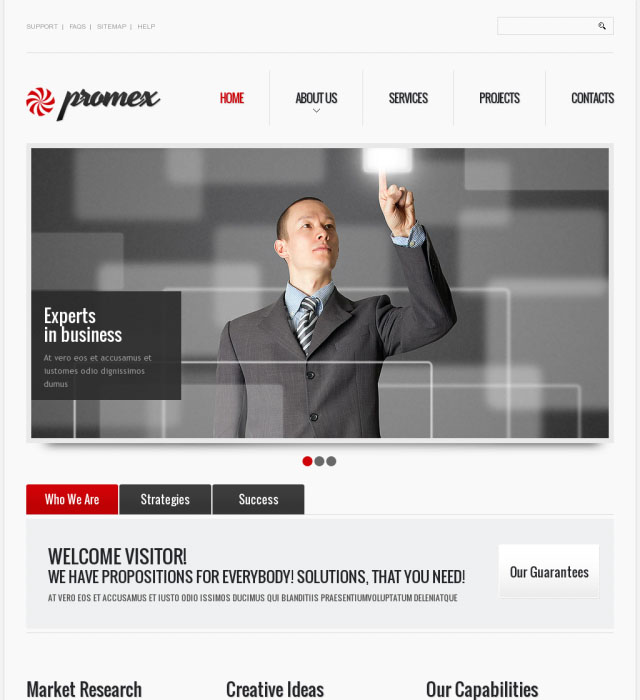 SUPPORT | FAQS | SITEMAP | HELP
promex
HOME
ABOUT US
SERVICES
PROJECTS
CONTACTS
Experts
in business
At vero eos et accusamus et
iustomes odio dignissimos
dumus
Who We Are
Strategies
Success
WELCOME VISITOR!
WE HAVE PROPOSITIONS FOR EVERYBODY! SOLUTIONS, THAT YOU NEED!
AT VERO EOS ET ACCUSAMUS ET IUSTO ODIO ISSIMOS DUCIMUS QUI BLANDITIIS PRAESENTIUMVOLUPTATUM DELENIATQUE
Our Guarantees
Market Research
Creative Ideas
Our Capabilities